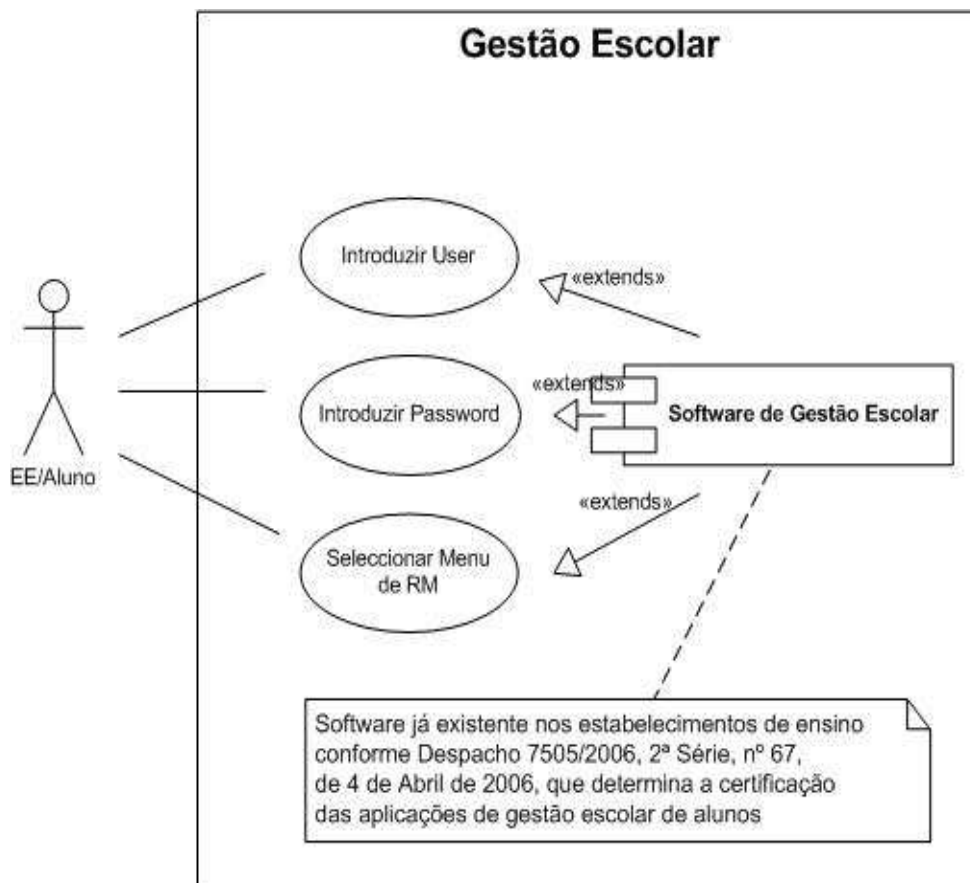 Gestão Escolar
Introduzir User
«extends»
«extends»
Introduzir Password
Software de Gestão Escolar
EE/Aluno
«extends»
Seleccionar Menu
de RM
Software já existente nos estabelecimentos de ensino
conforme Despacho 7505/2006, 2ª Série, nº 67,
de 4 de Abril de 2006, que determina a certificação
das aplicações de gestão escolar de alunos